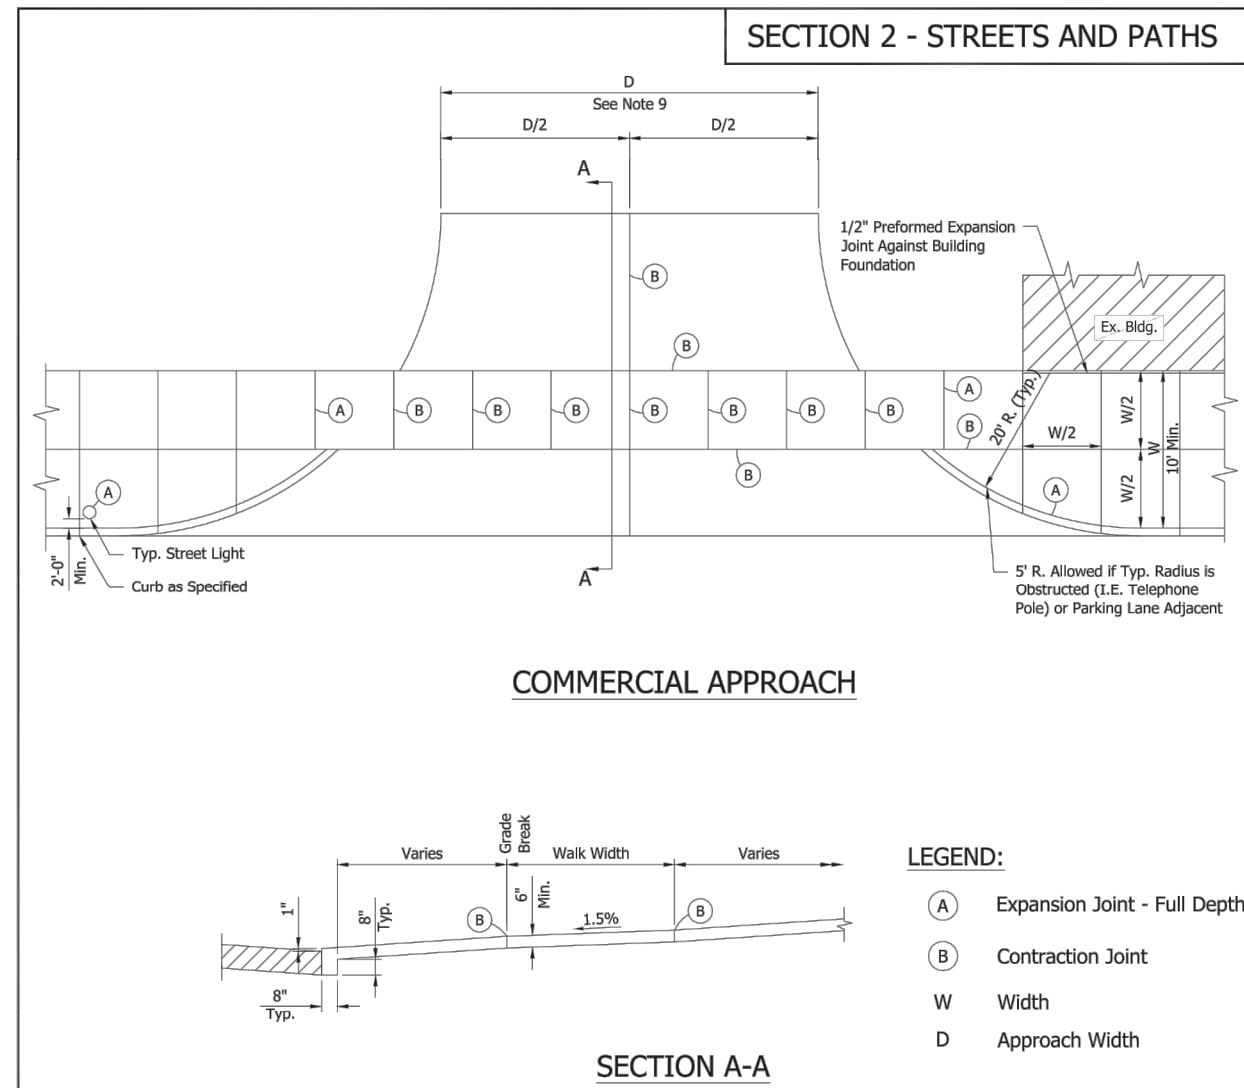 SECTION 2 - STREETS AND PATHS
D
See Note 9
D/2
D/2
A
1/2" Preformed Expansion
Joint Against Building
Foundation
B
Ex. Bldg.
B
A
B
B
B
B
B
B
B
A
B
20' R. (Typ.)
W/2
W/2
W
10' Min.
W/2
B
A
A
2'-0"
Min.
Typ. Street Light
Curb as Specified
A
5' R. Allowed if Typ. Radius is
Obstructed (I.E. Telephone
Pole) or Parking Lane Adjacent
COMMERCIAL APPROACH
Varies
Grade
Break
Walk Width
Varies
1"
8"
Typ.
B
6"
Min.
1.5%
B
8"
Typ.
SECTION A-A
LEGEND:
A Expansion Joint - Full Depth
B Contraction Joint
W Width
D Approach Width